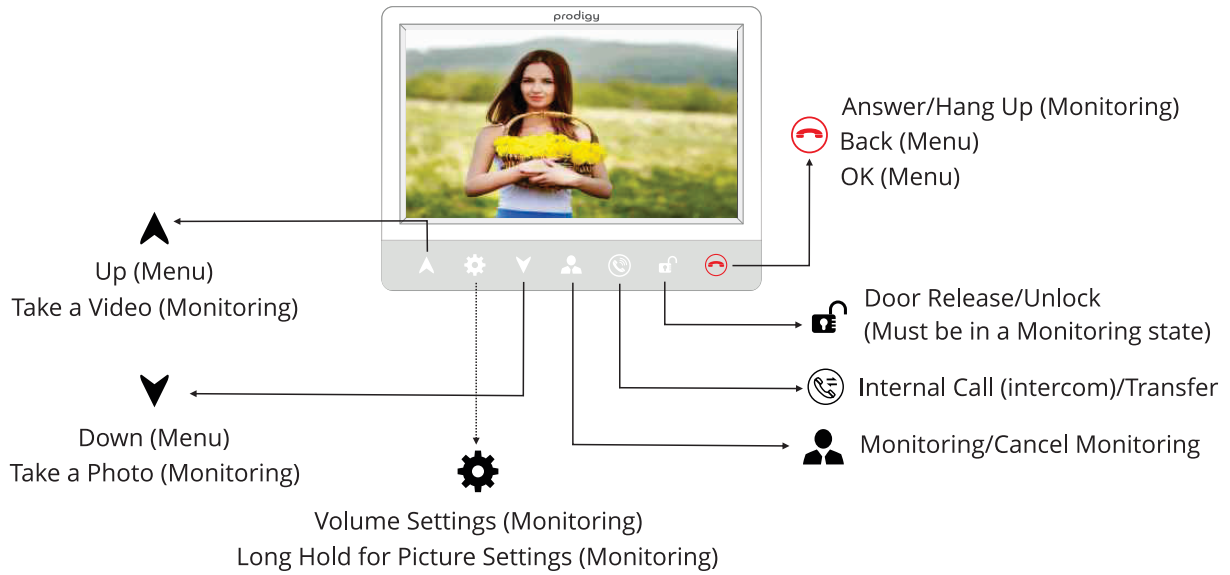 prodigy
Answer/Hang Up (Monitoring)
Back (Menu)
OK (Menu)
Up (Menu)
Take a Video (Monitoring)
Door Release/Unlock
(Must be in a Monitoring state)
Internal Call (intercom)/Transfer
Down (Menu)
Take a Photo (Monitoring)
Monitoring/Cancel Monitoring
Volume Settings (Monitoring)
Long Hold for Picture Settings (Monitoring)